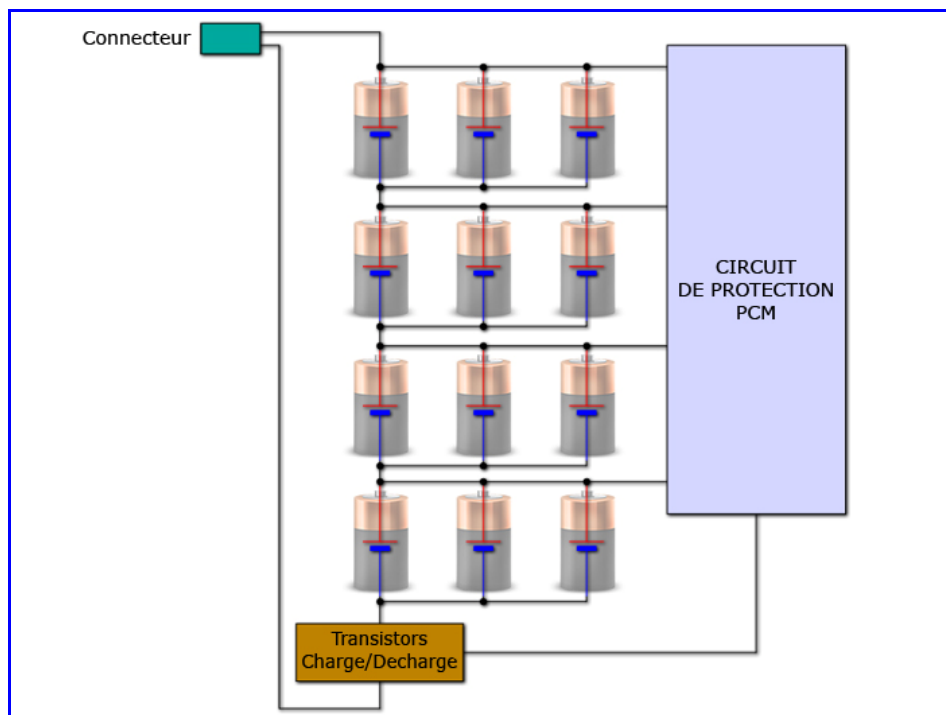 Connecteur
CIRCUIT
DE PROTECTION
PCM
Transistors
Charge/Decharge